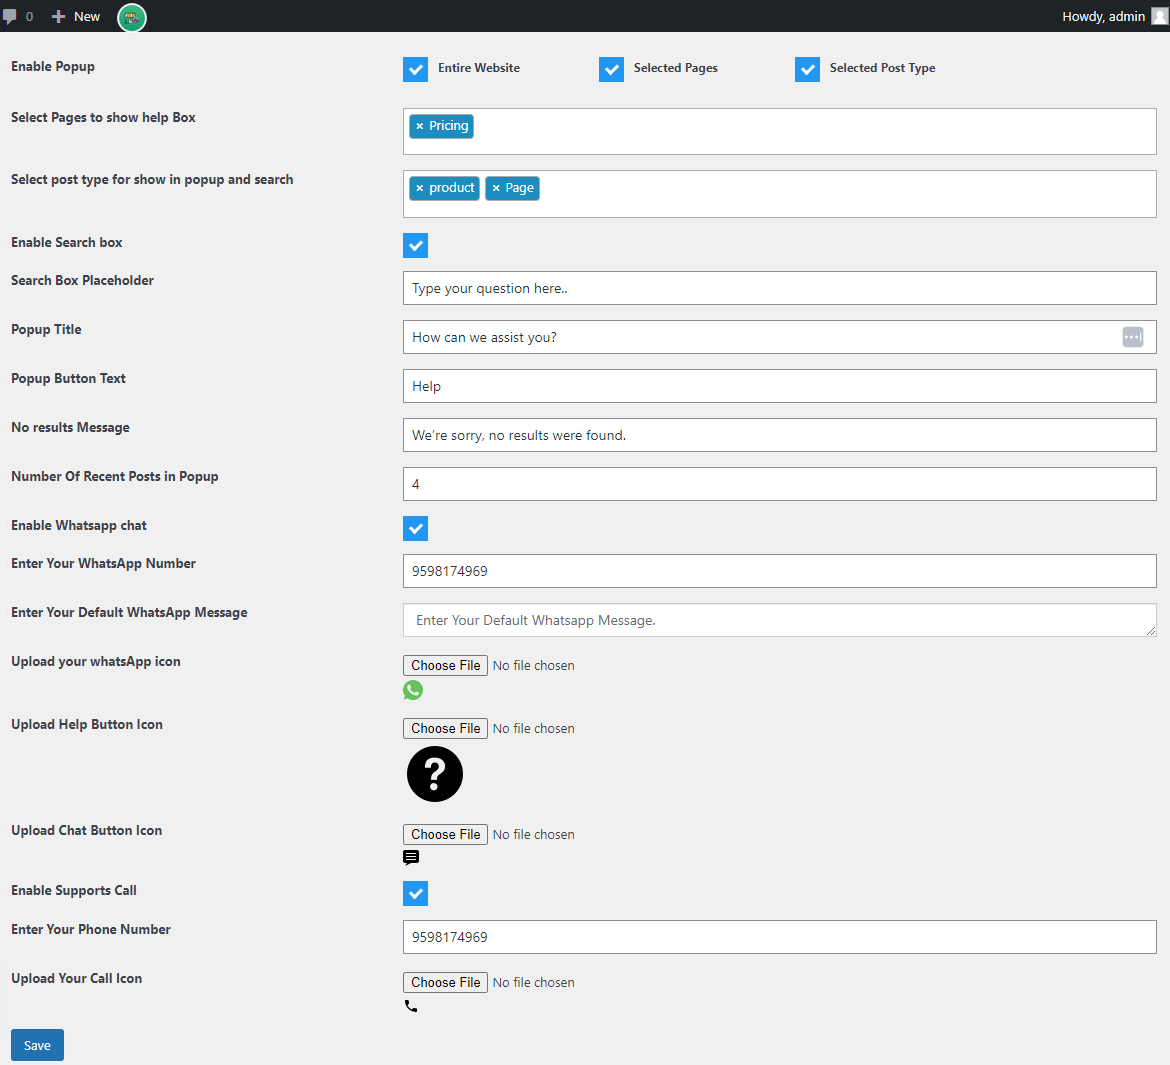 0 New Howdy, admin
Enable Popup Entire Website Selected Pages Selected Post Type
Select Pages to show help Box × Pricing
Select post type for show in popup and search × product × Page
Enable Search box
Search Box Placeholder Type your question here..
Popup Title How can we assist you?
Popup Button Text Help
No results Message We're sorry, no results were found.
Number Of Recent Posts in Popup 4
Enable Whatsapp chat
Enter Your WhatsApp Number 9598174969
Enter Your Default WhatsApp Message Enter Your Default Whatsapp Message.
Upload your whatsApp icon Choose File No file chosen
Upload Help Button Icon Choose File No file chosen
?
Upload Chat Button Icon Choose File No file chosen
Enable Supports Call
Enter Your Phone Number 9598174969
Upload Your Call Icon Choose File No file chosen
Save